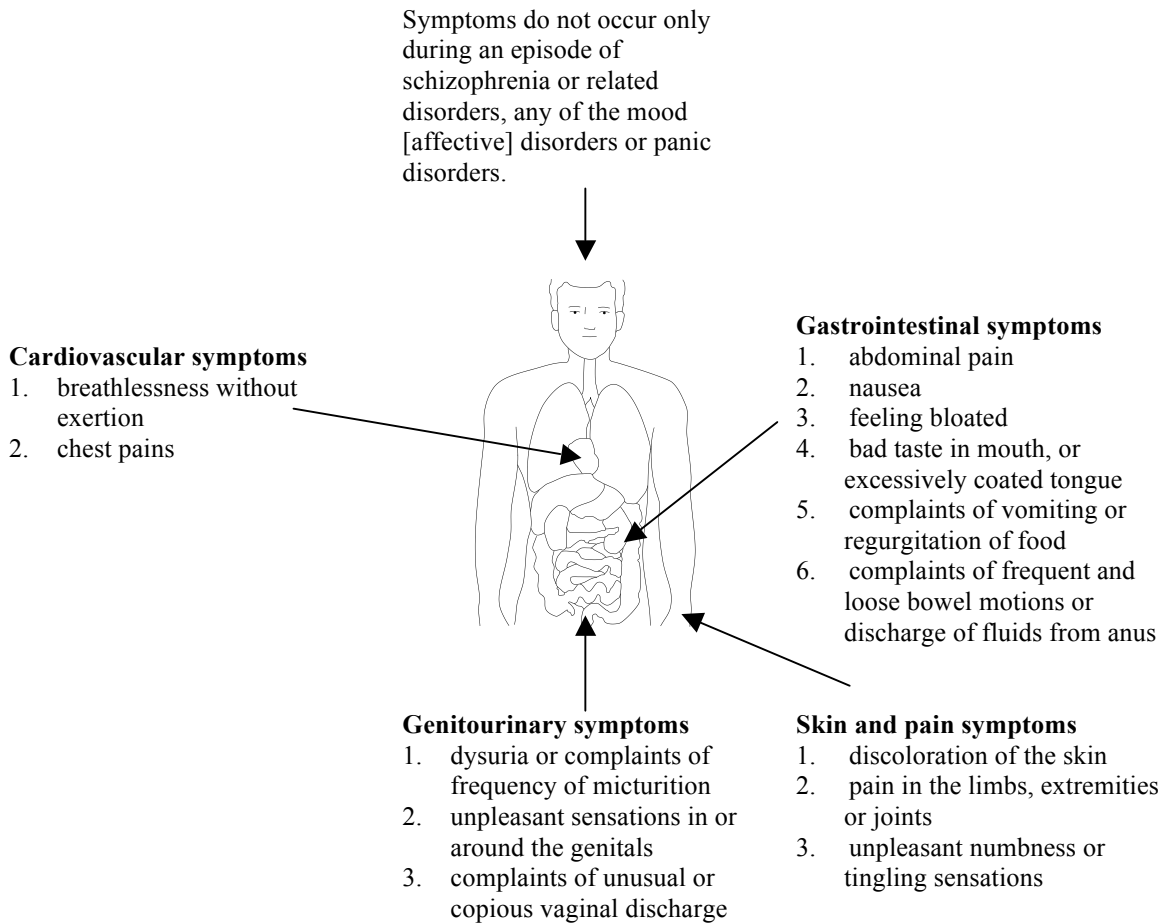 Symptoms do not occur only
during an episode of
schizophrenia or related
disorders, any of the mood
[affective] disorders or panic
disorders.
Cardiovascular symptoms
1. breathlessness without
exertion
2. chest pains
Gastrointestinal symptoms
1. abdominal pain
2. nausea
3. feeling bloated
4. bad taste in mouth, or
excessively coated tongue
5. complaints of vomiting or
regurgitation of food
6. complaints of frequent and
loose bowel motions or
discharge of fluids from anus
Genitourinary symptoms
1. dysuria or complaints of
frequency of micturition
2. unpleasant sensations in or
around the genitals
3. complaints of unusual or
copious vaginal discharge
Skin and pain symptoms
1. discoloration of the skin
2. pain in the limbs, extremities
or joints
3. unpleasant numbness or
tingling sensations